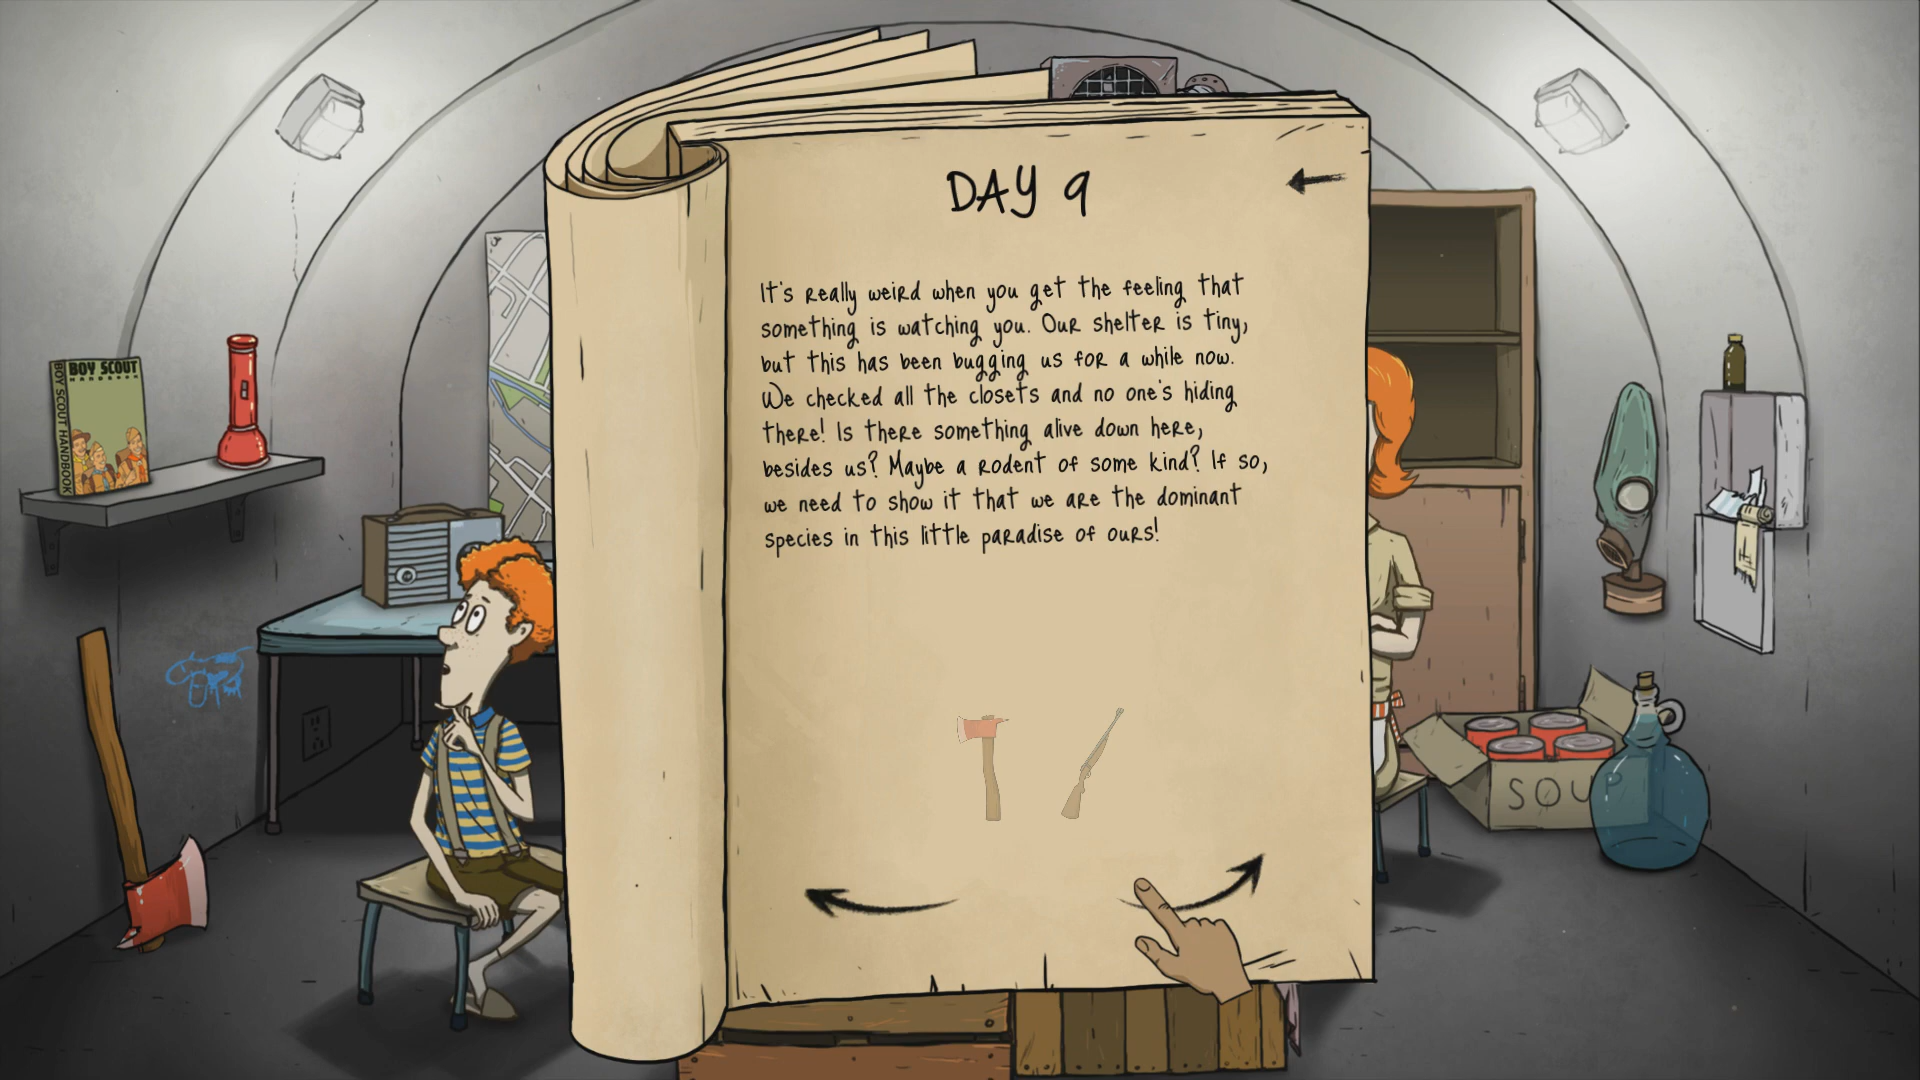 DAY 9
It's really weird when you get the feeling that
something is watching you. Our shelter is tiny,
but this has been bugging us for a while now.
We checked all the closets and no one's hiding
there! Is there something alive down here,
besides us? Maybe a rodent of some kind? If so,
we need to show it that we are the dominant
species in this little paradise of ours!
BOY SCOUT
HANDBOOK
BOY SCOUT HANDBOOK
SOU